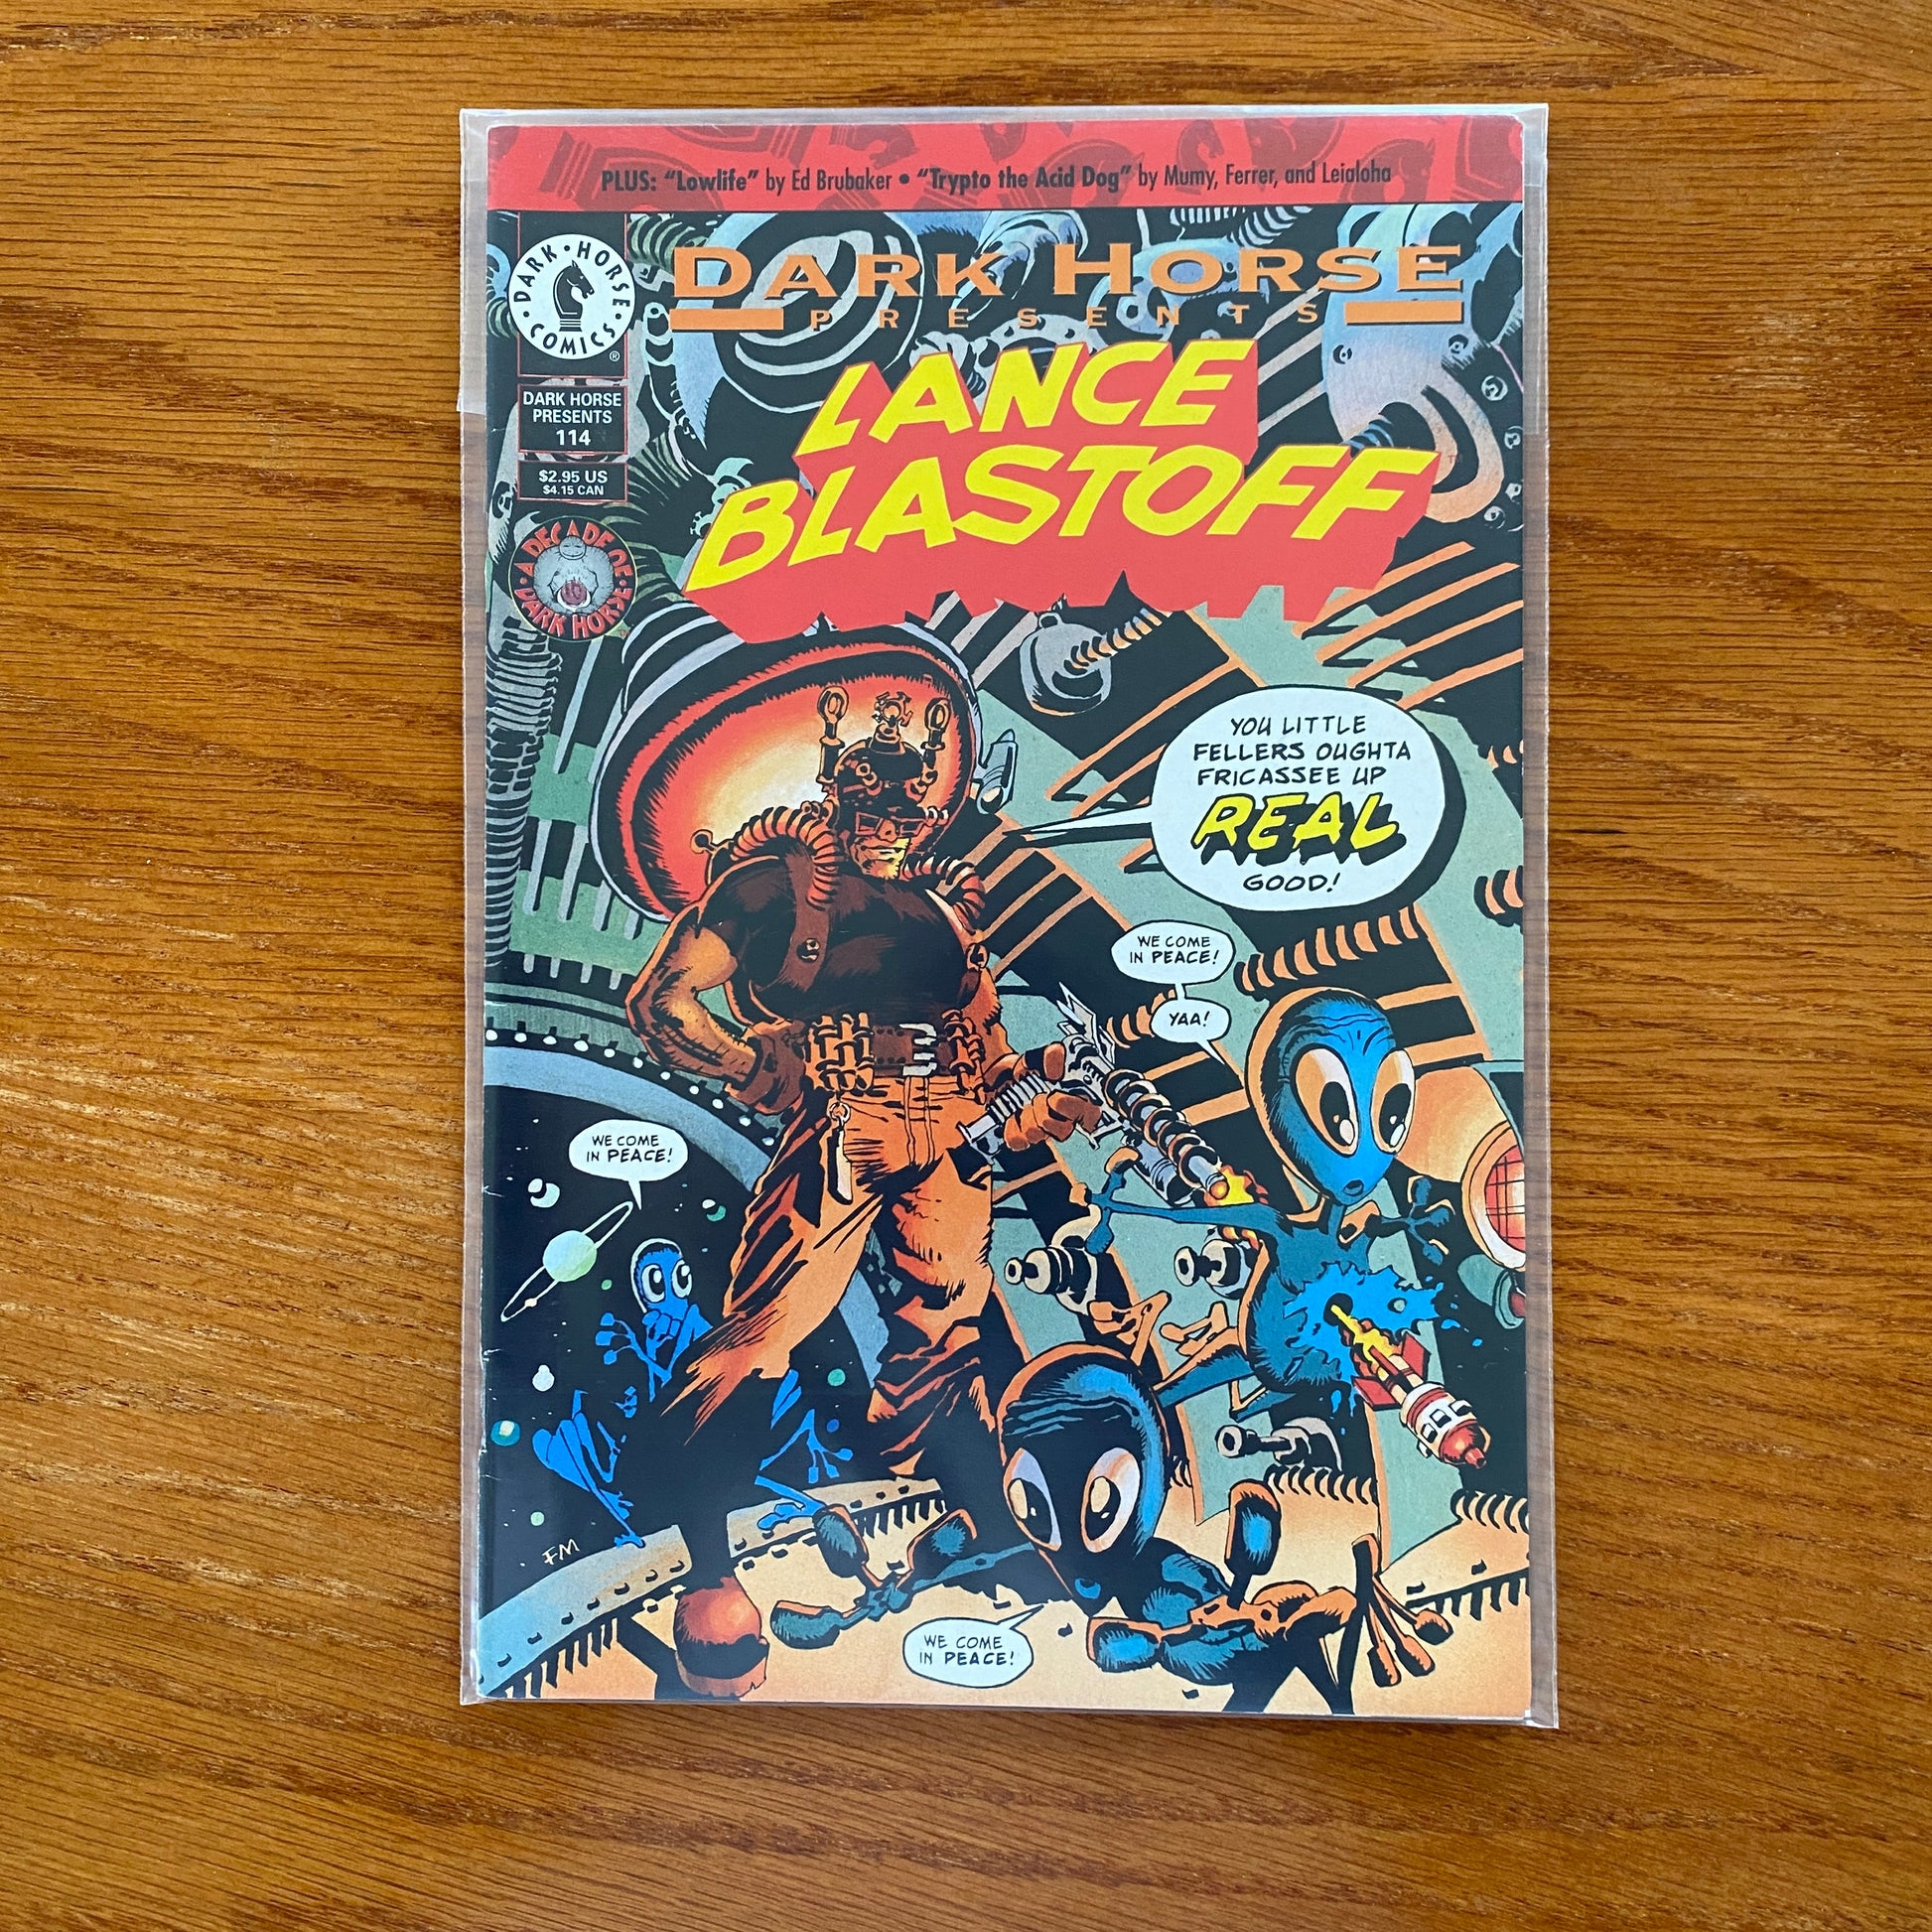 PLUS: "Lowlife" by Ed Brubaker • "Trypto the Acid Dog" by Mumy, Ferrer, and Leialoha
DARK • HORSE • COMICS •
®
DARK HORSE
PRESENTS
LANCE
BLASTOFF
DARK HORSE
PRESENTS
114
$2.95 US
$4.15 CAN
• A DECADE OF •
DARK HORSE
YOU LITTLE
FELLERS OUGHTA
FRICASSEE UP
REAL
GOOD!
WE COME
IN PEACE!
YAA!
WE COME
IN PEACE!
FM
WE COME
IN PEACE!